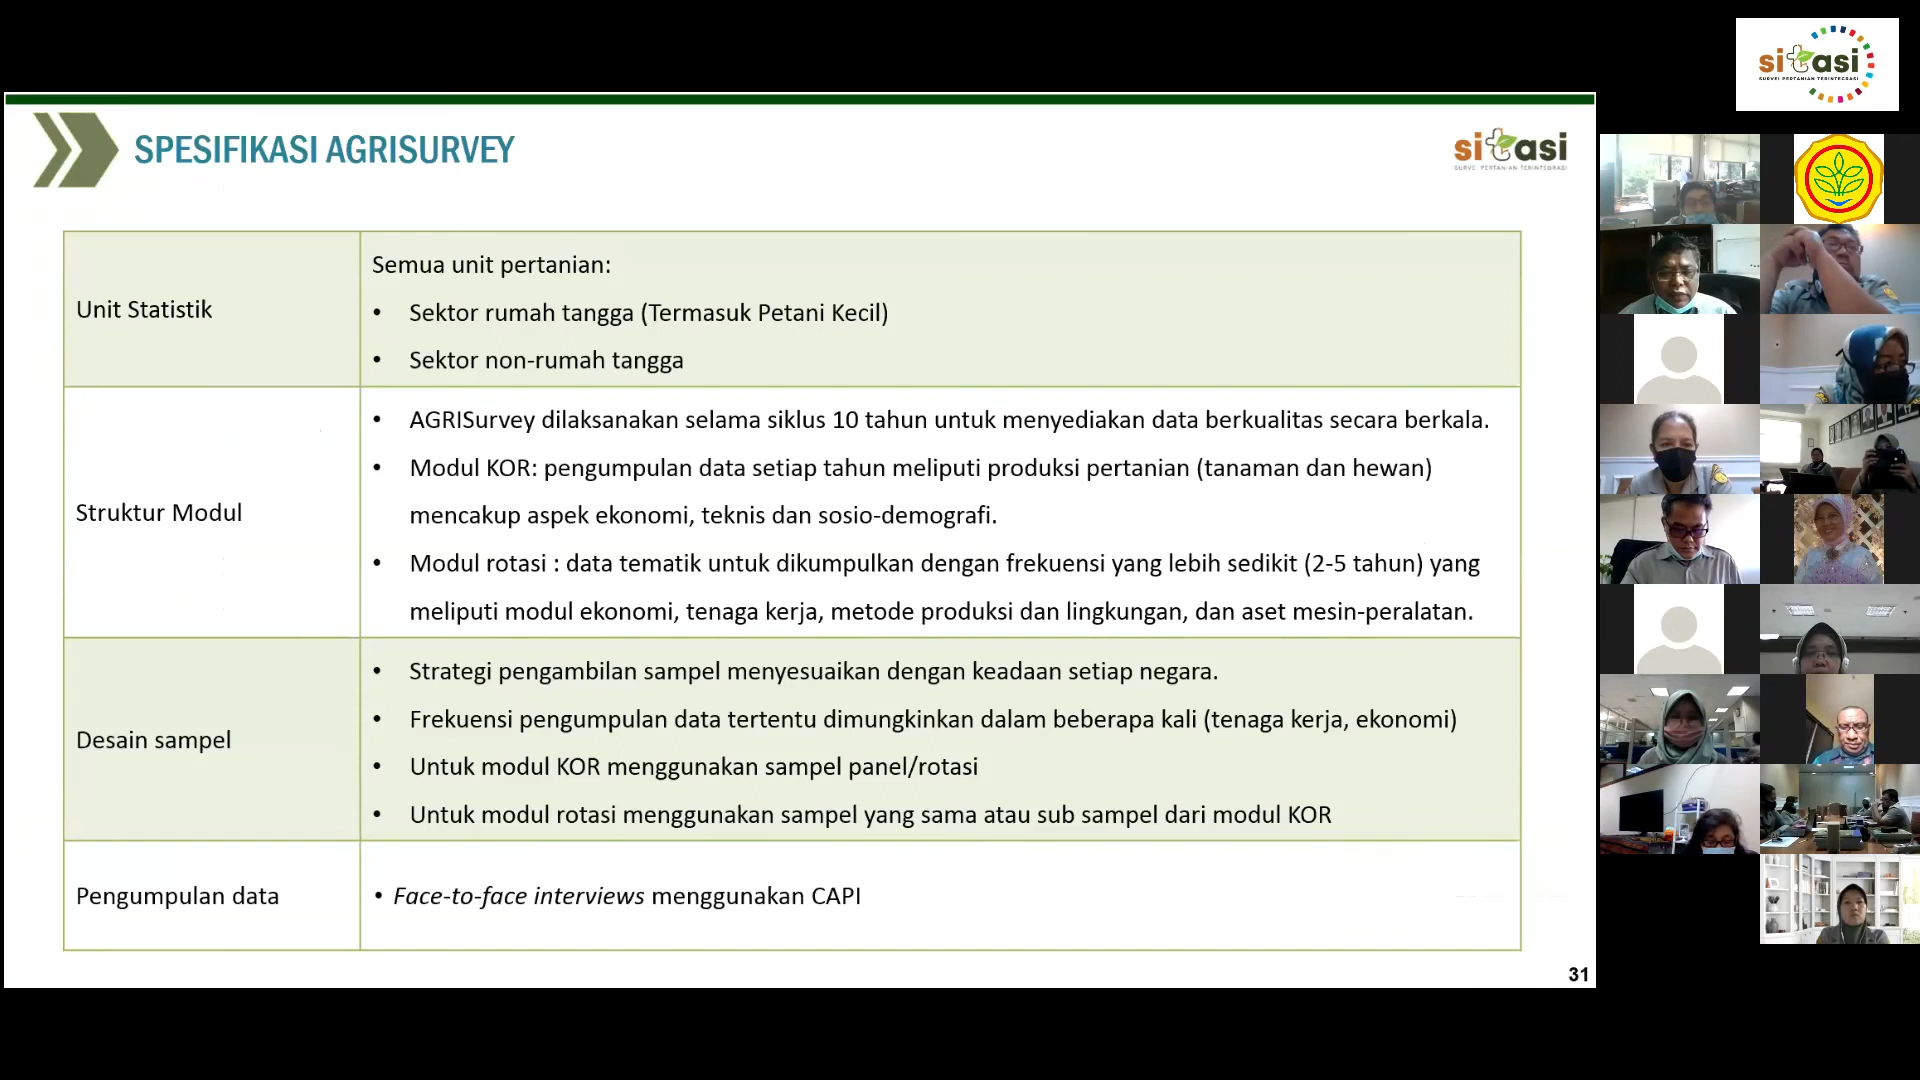 sitasi
SURVEI PERTANIAN TERINTEGRASI
SPESIFIKASI AGRISURVEY
sitasi
SURVEI PERTANIAN TERINTEGRASI
Unit Statistik
Semua unit pertanian:
• Sektor rumah tangga (Termasuk Petani Kecil)
• Sektor non-rumah tangga
Struktur Modul
• AGRISurvey dilaksanakan selama siklus 10 tahun untuk menyediakan data berkualitas secara berkala.
• Modul KOR: pengumpulan data setiap tahun meliputi produksi pertanian (tanaman dan hewan)
mencakup aspek ekonomi, teknis dan sosio-demografi.
• Modul rotasi : data tematik untuk dikumpulkan dengan frekuensi yang lebih sedikit (2-5 tahun) yang
meliputi modul ekonomi, tenaga kerja, metode produksi dan lingkungan, dan aset mesin-peralatan.
Desain sampel
• Strategi pengambilan sampel menyesuaikan dengan keadaan setiap negara.
• Frekuensi pengumpulan data tertentu dimungkinkan dalam beberapa kali (tenaga kerja, ekonomi)
• Untuk modul KOR menggunakan sampel panel/rotasi
• Untuk modul rotasi menggunakan sampel yang sama atau sub sampel dari modul KOR
Pengumpulan data
• Face-to-face interviews menggunakan CAPI
31